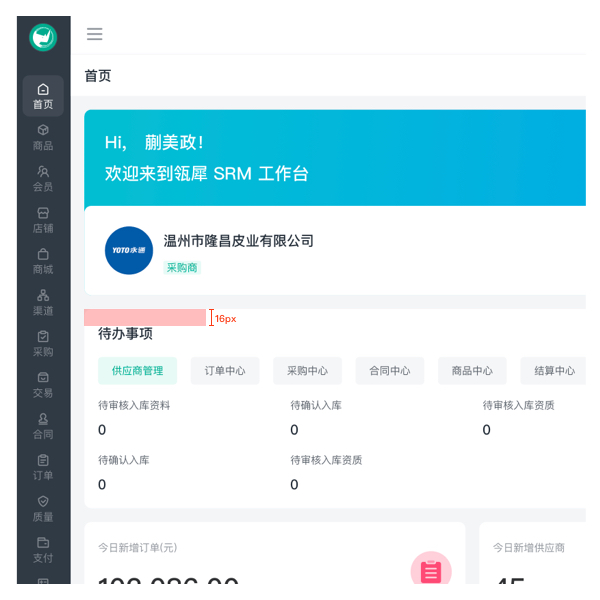 首页
首页
商品
会员
店铺
商城
渠道
采购
交易
合同
订单
质量
支付
Hi, 蒯美政!
欢迎来到瓴犀 SRM 工作台
YOTO永通
温州市隆昌皮业有限公司
采购商
16px
待办事项
供应商管理 订单中心 采购中心 合同中心 商品中心 结算中心
待审核入库资料 待确认入库 待审核入库资质
0 0 0
待确认入库 待审核入库资质
0 0
今日新增订单(元) 今日新增供应商